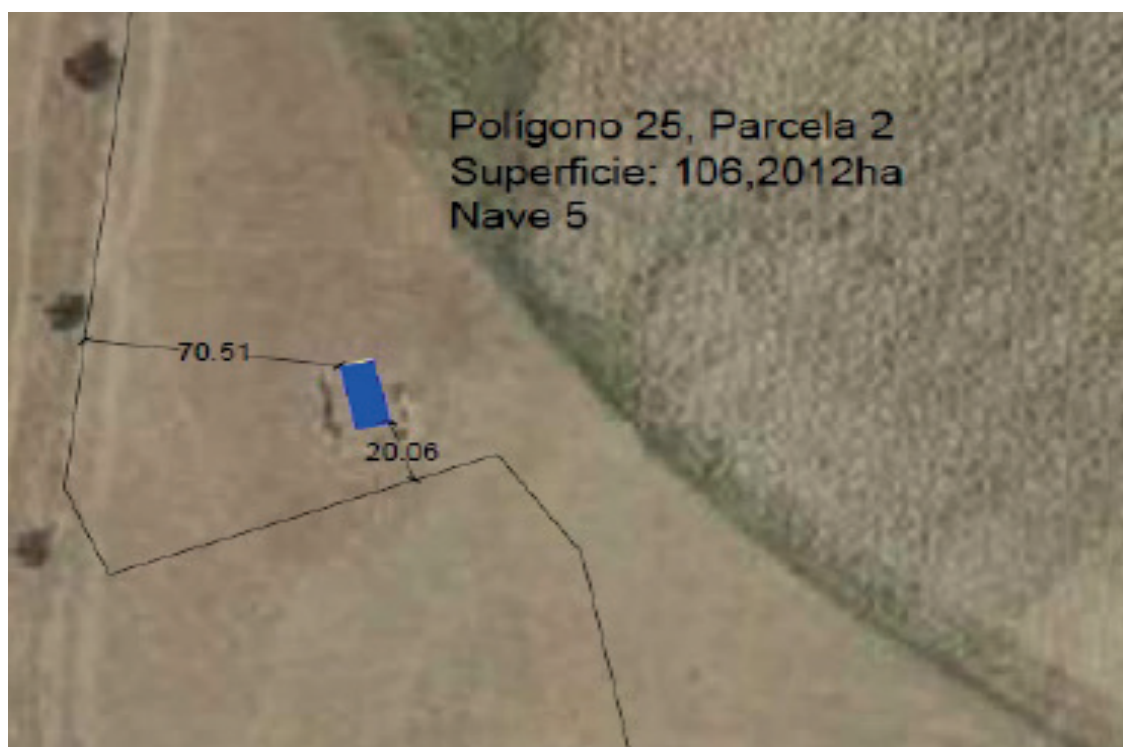 Polígono 25, Parcela 2
Superficie: 106,2012ha
Nave 5
70.51
20.06